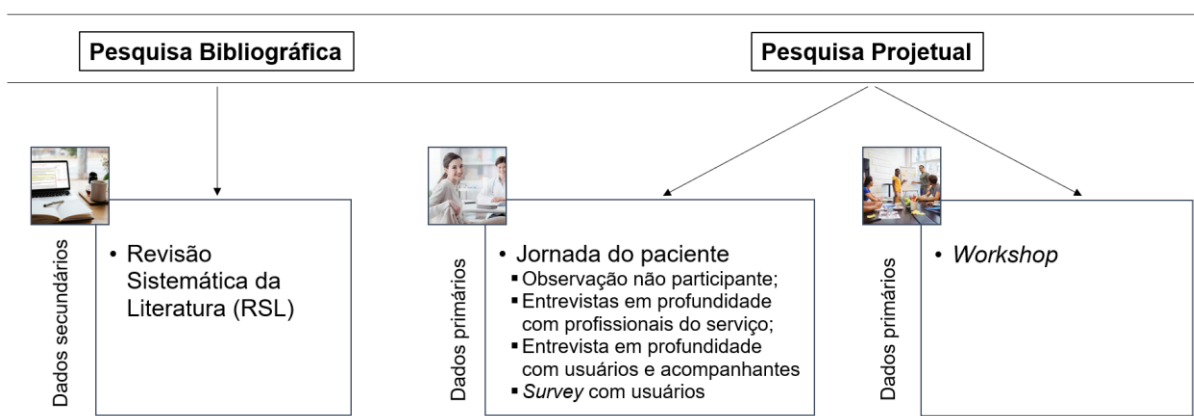 Pesquisa Bibliográfica
Pesquisa Projetual
Dados secundários
• Revisão
Sistemática da
Literatura (RSL)
Dados primários
• Jornada do paciente
▪ Observação não participante;
▪ Entrevistas em profundidade
com profissionais do serviço;
▪ Entrevista em profundidade
com usuários e acompanhantes
▪ Survey com usuários
Dados primários
• Workshop